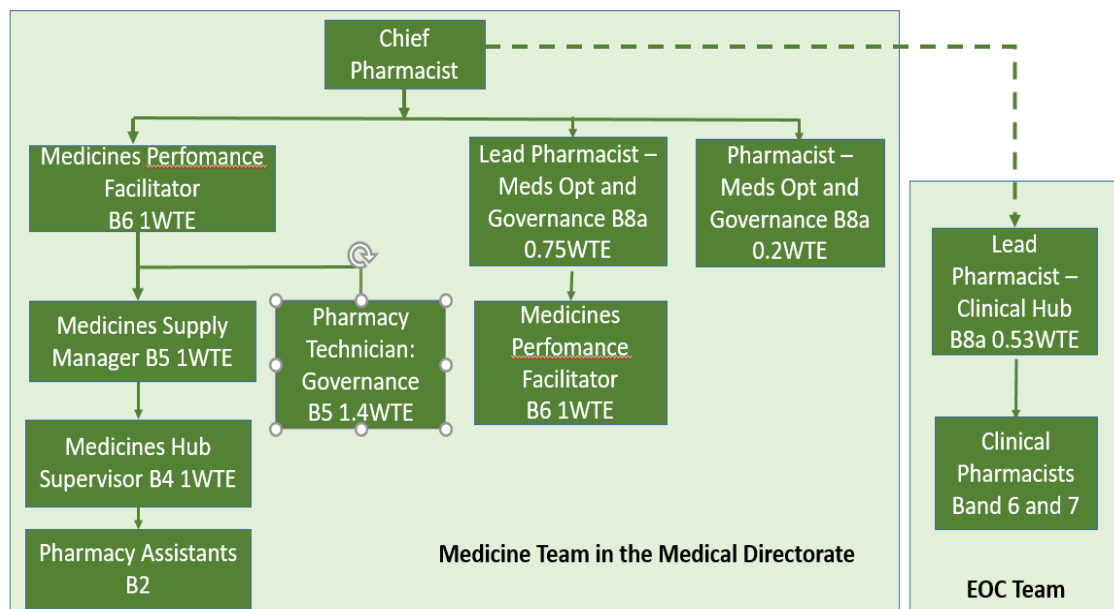 Chief
Pharmacist
Medicines Perfomance
Facilitator
B6 1WTE
Lead Pharmacist –
Meds Opt and
Governance B8a
0.75WTE
Pharmacist –
Meds Opt and
Governance B8a
0.2WTE
Lead
Pharmacist –
Clinical Hub
B8a 0.53WTE
Medicines Supply
Manager B5 1WTE
Pharmacy
Technician:
Governance
B5 1.4WTE
Medicines
Perfomance
Facilitator
B6 1WTE
Medicines Hub
Supervisor B4 1WTE
Clinical
Pharmacists
Band 6 and 7
Pharmacy Assistants
B2
Medicine Team in the Medical Directorate
EOC Team